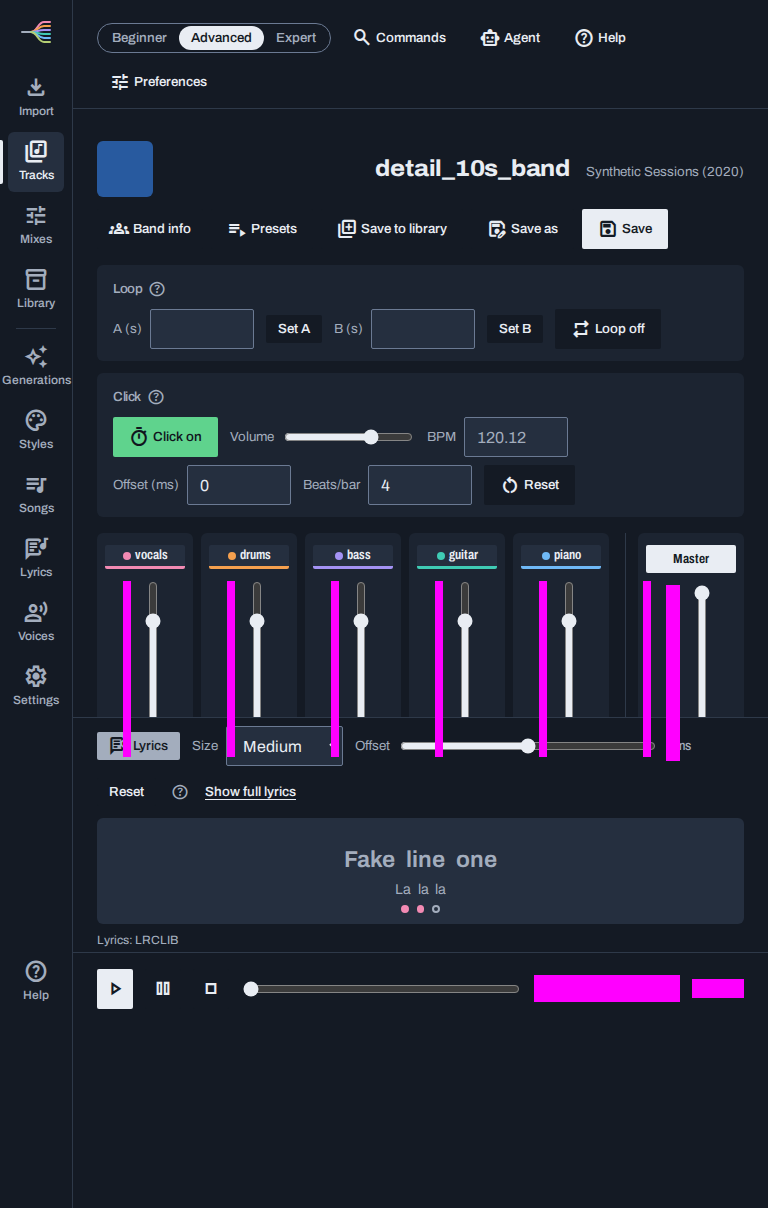 Beginner Advanced Expert Commands Agent Help
Preferences
Import
Tracks
Mixes
Library
Generations
Styles
Songs
Lyrics
Voices
Settings
Help
detail_10s_band Synthetic Sessions (2020)
Band info Presets Save to library Save as Save
Loop ?
A (s) Set A B (s) Set B Loop off
Click ?
Click on Volume BPM 120.12
Offset (ms) 0 Beats/bar 4 Reset
vocals drums bass guitar piano Master
Lyrics Size Medium Offset ms
Reset ? Show full lyrics
Fake line one
La la la
Lyrics: LRCLIB